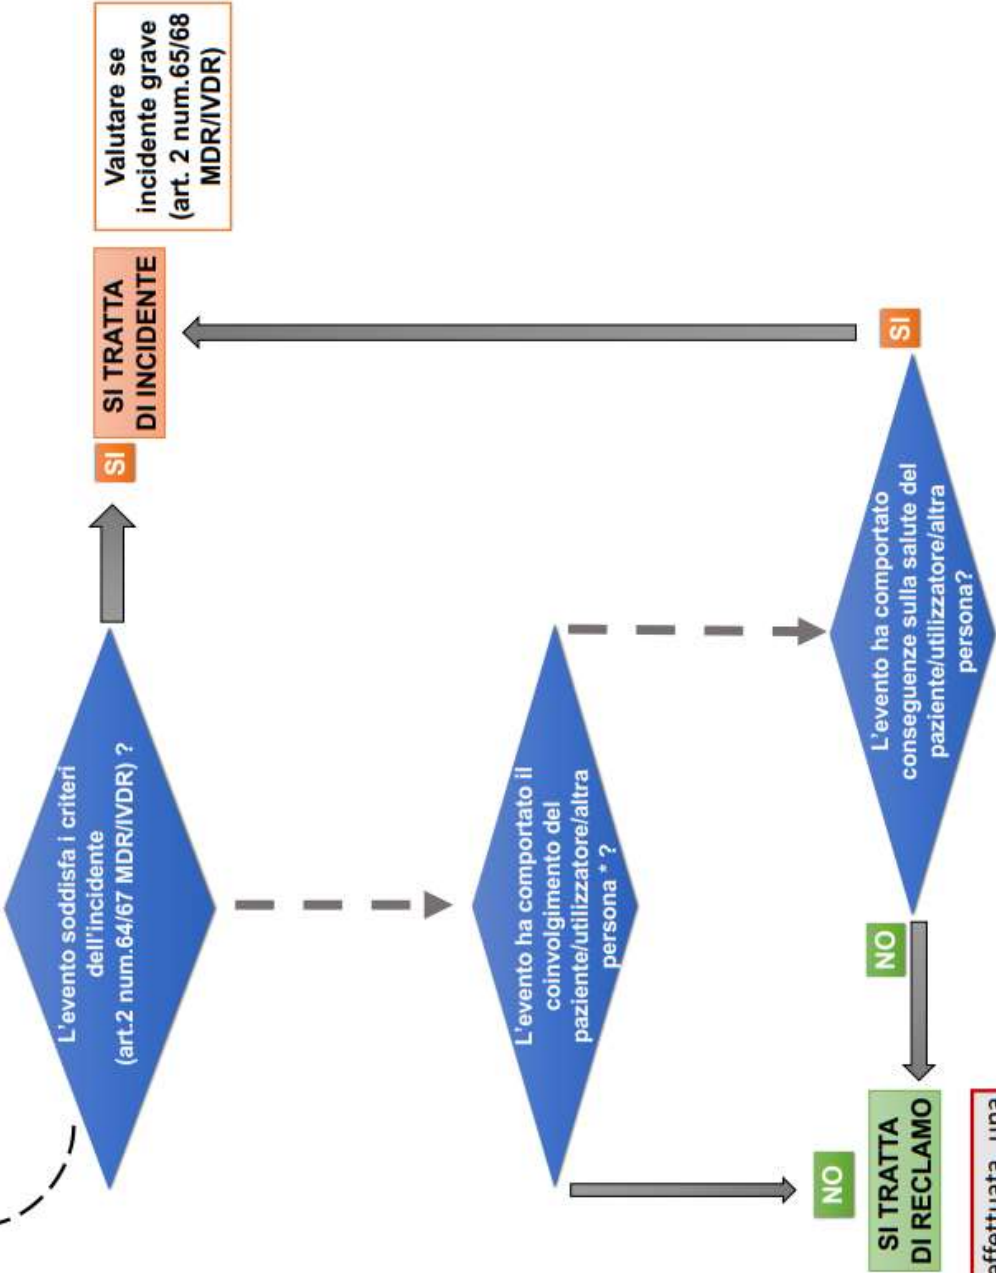 L'evento soddisfa i criteri
dell'incidente
(art.2 num.64/67 MDR/IVDR) ?
SI
SI TRATTA
DI INCIDENTE
Valutare se
incidente grave
(art. 2 num.65/68
MDR/IVDR)
L'evento ha comportato il
coinvolgimento del
paziente/utilizzatore/altra
persona * ?
NO
SI TRATTA
DI RECLAMO
NO
L'evento ha comportato
conseguenze sulla salute del
paziente/utilizzatore/altra
persona?
SI
effettuata una